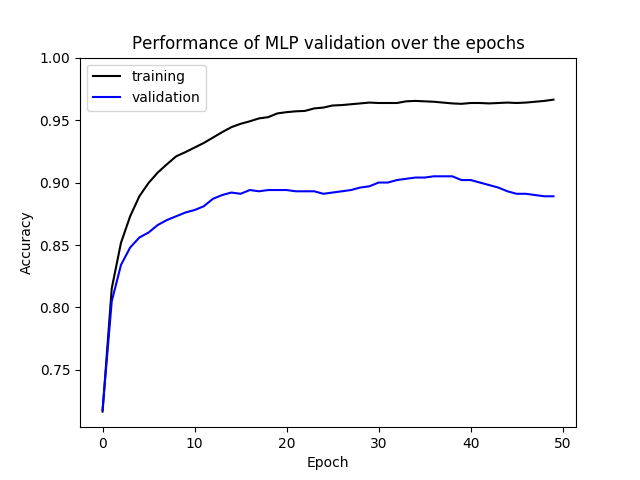 Performance of MLP validation over the epochs
training
validation
1.00
0.95
0.90
0.85
0.80
0.75
Accuracy
0 10 20 30 40 50
Epoch